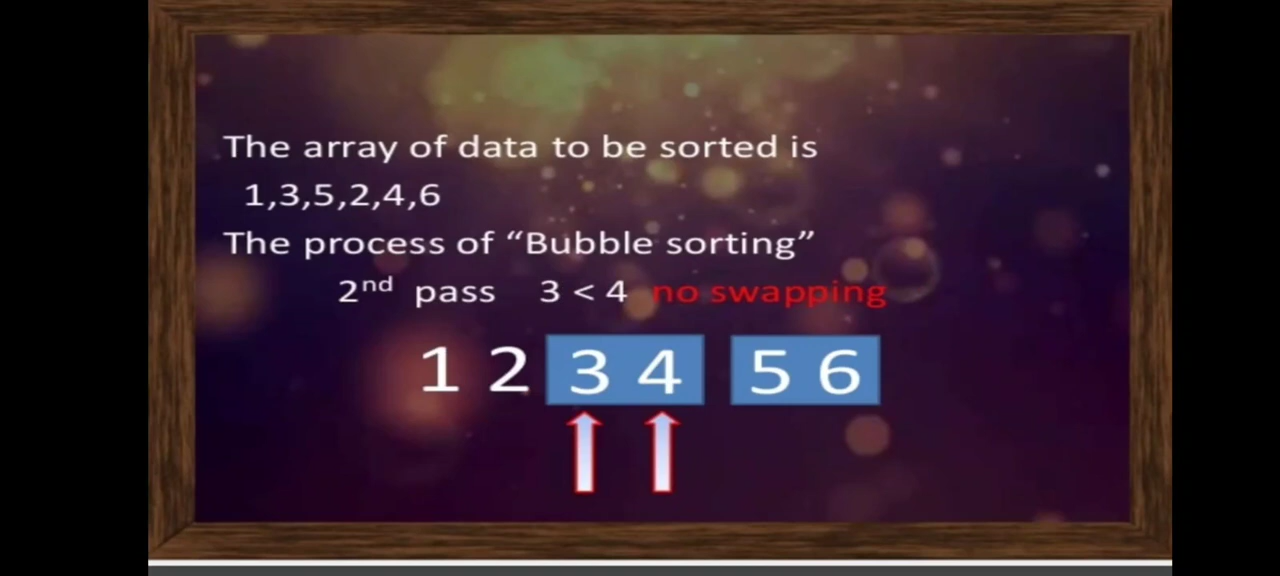 The array of data to be sorted is
1,3,5,2,4,6
The process of “Bubble sorting”
2nd pass 3 < 4 no swapping
1 2 3 4 5 6